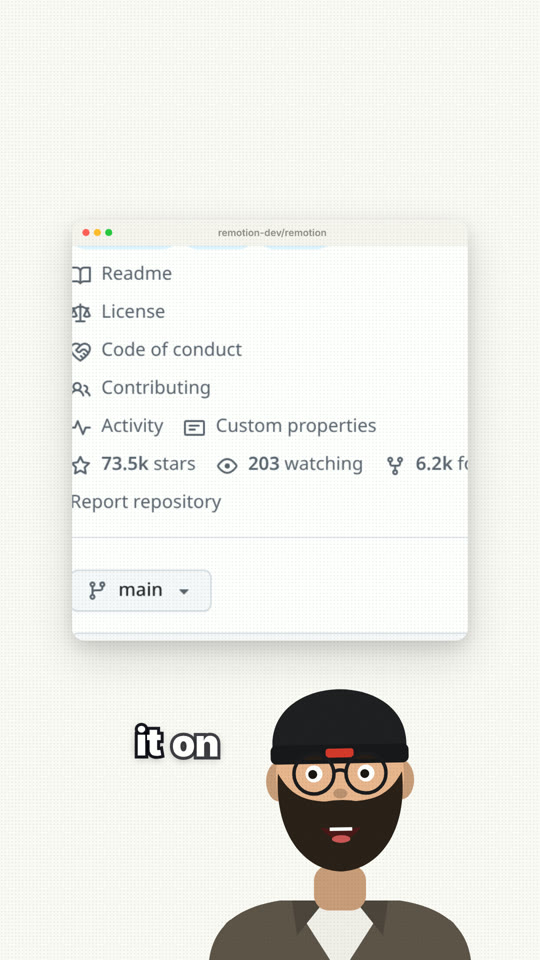 remotion-dev/remotion
Readme
License
Code of conduct
Contributing
Activity Custom properties
73.5k stars 203 watching 6.2k fo
Report repository
main
it on